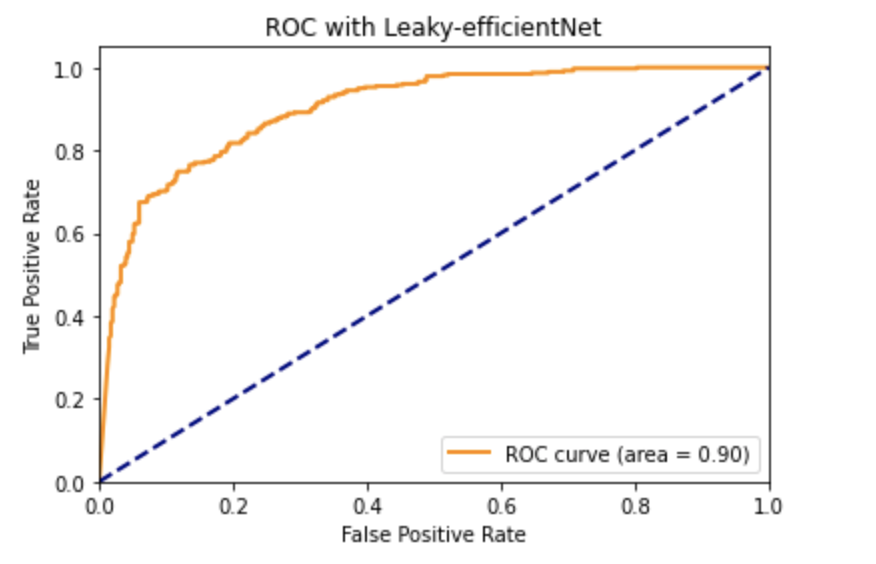 ROC with Leaky-efficientNet
1.0
0.8
0.6
0.4
0.2
0.0
True Positive Rate
ROC curve (area = 0.90)
0.0 0.2 0.4 0.6 0.8 1.0
False Positive Rate